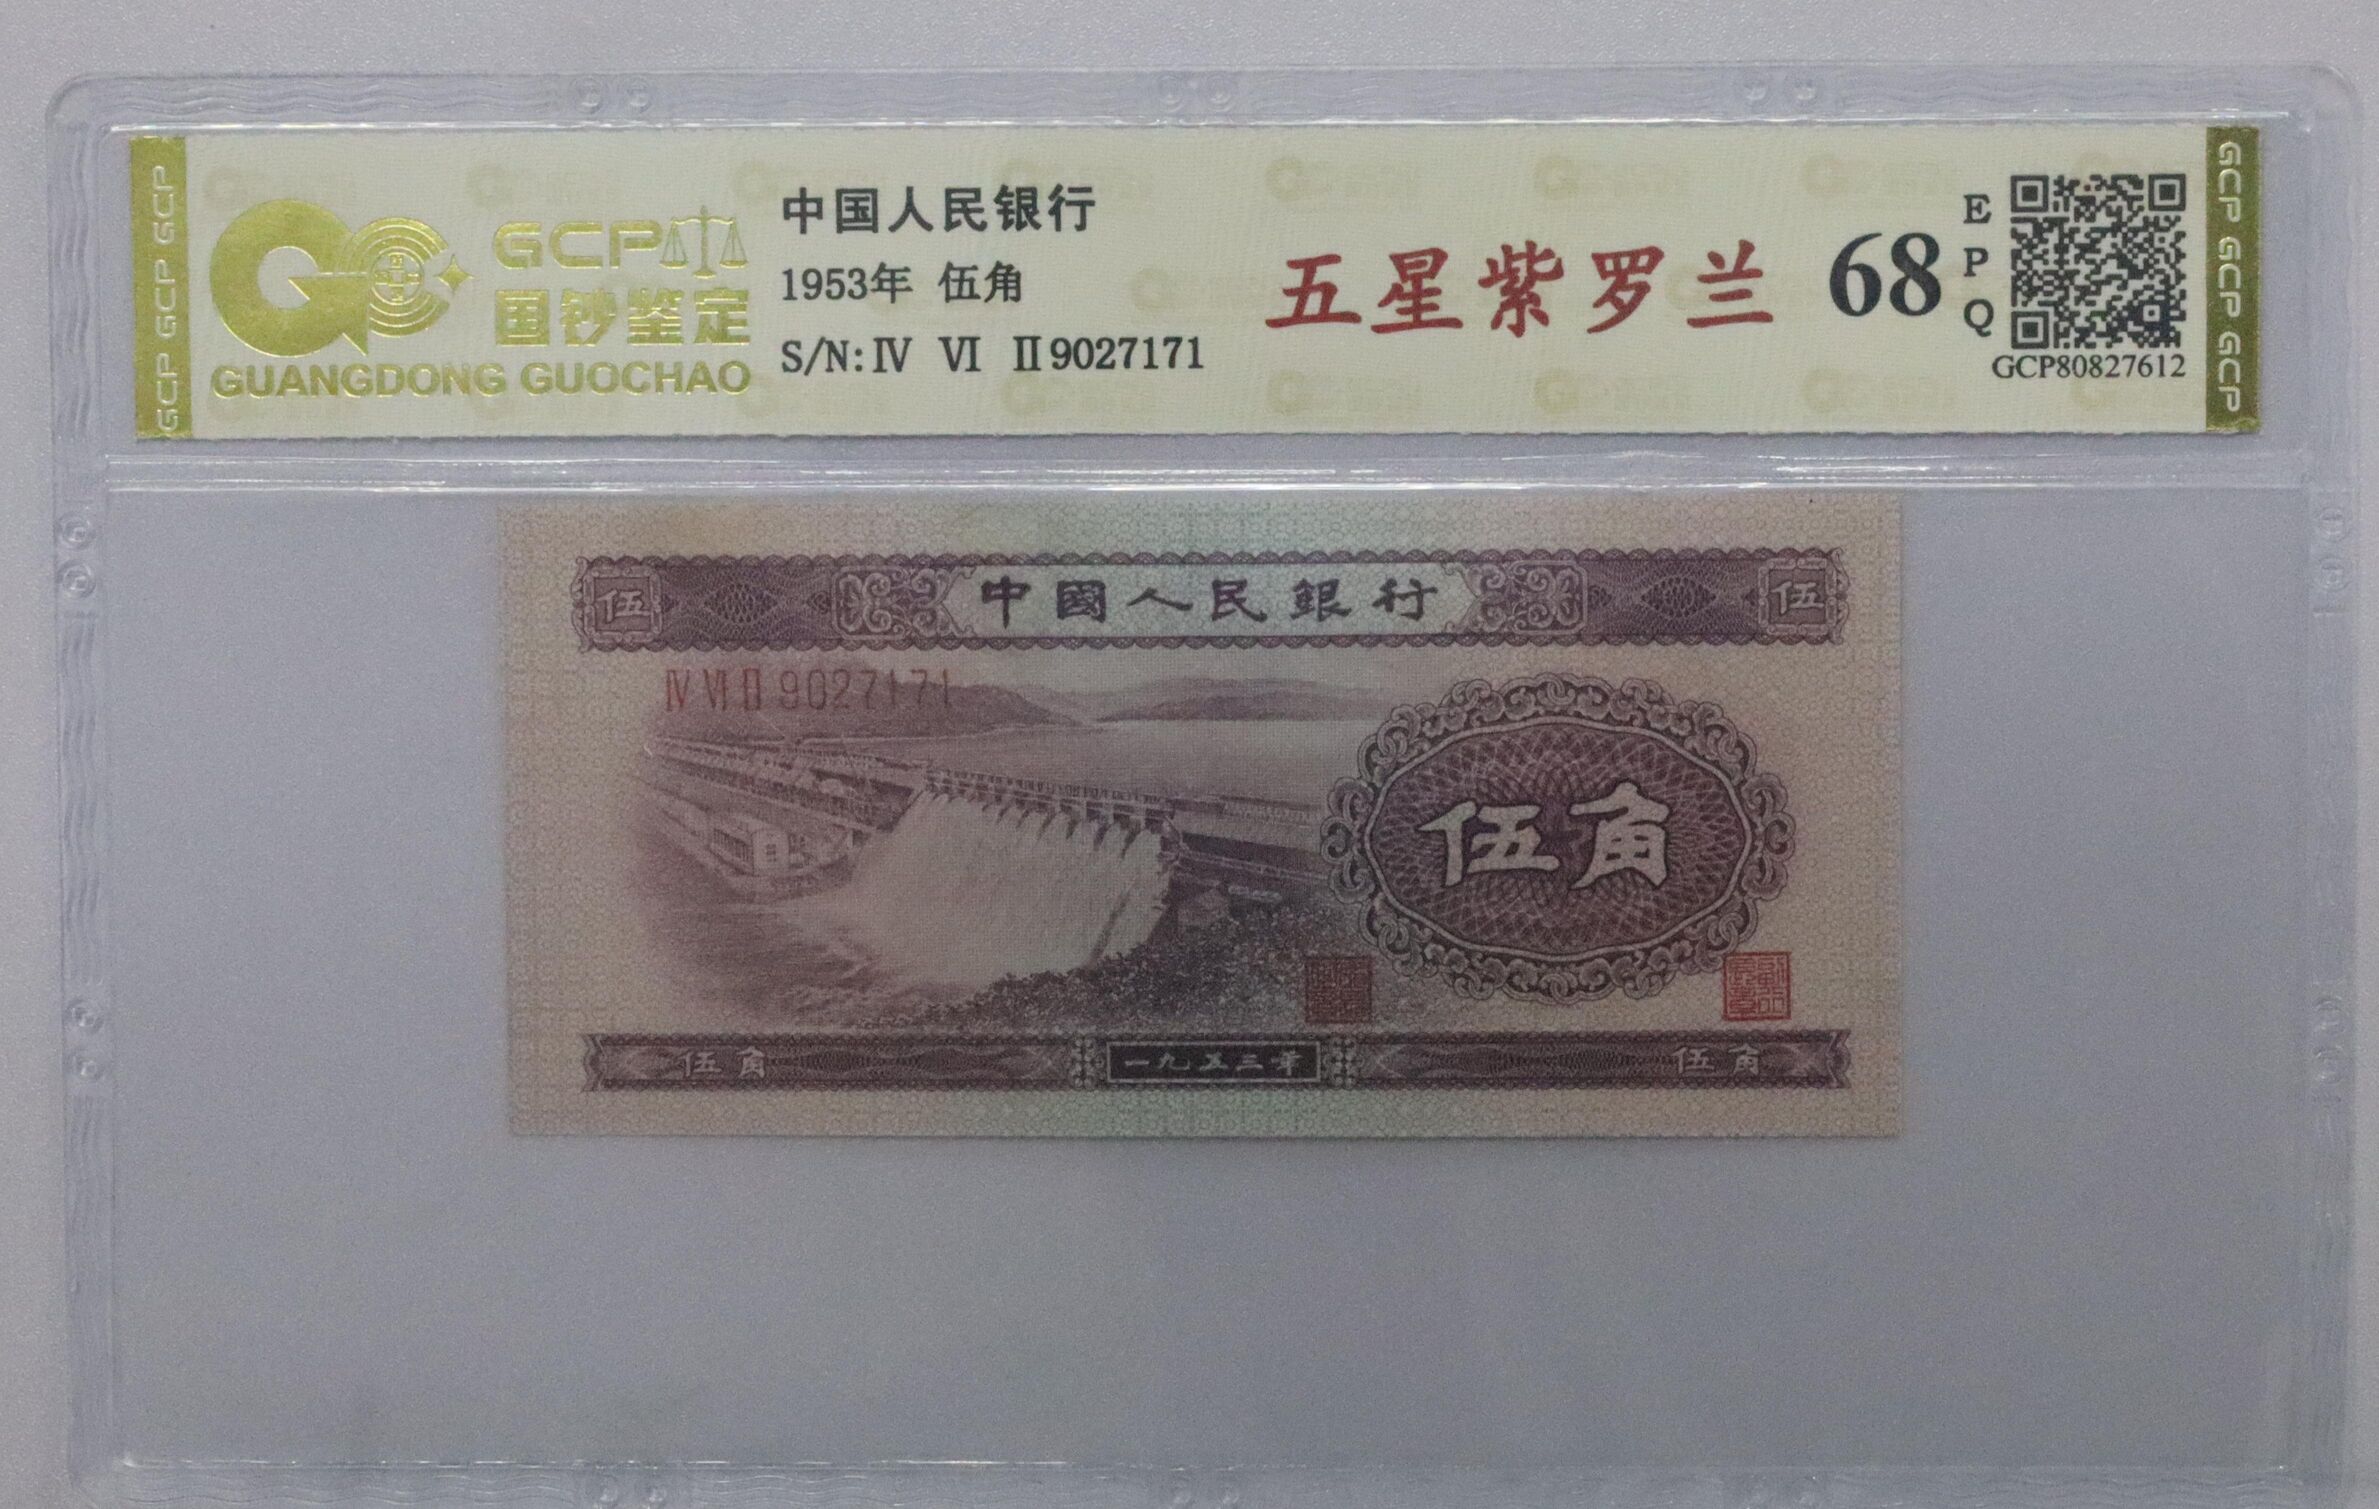 GCP GCP GCP
GCP
国钞鉴定
GUANGDONG GUOCHAO
中国人民银行
1953年 伍角
S/N: Ⅳ Ⅵ Ⅱ9027171
五星紫罗兰
68
EPQ
GCP80827612
GCP GCP GCP
伍
中國人民銀行
伍
Ⅳ Ⅵ Ⅱ 9027171
伍角
伍角
一九五三年
伍角